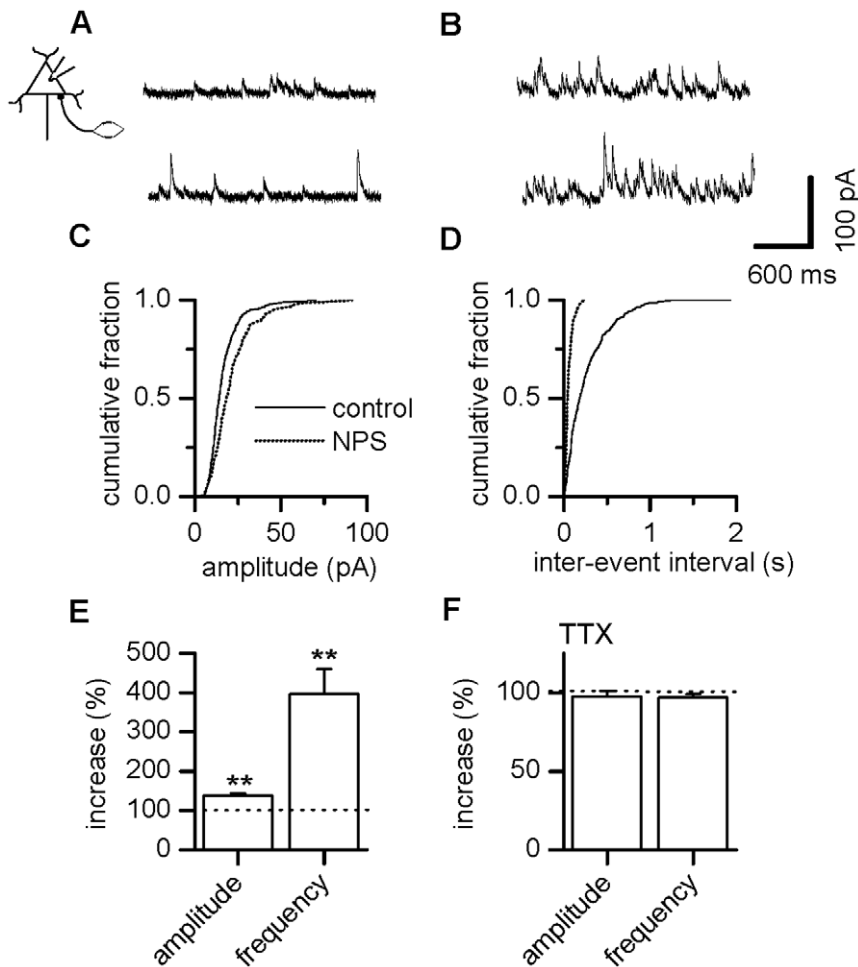 A
B
100 pA
600 ms
C
D
cumulative fraction
1.0
0.5
0.0
control
NPS
0
50
100
amplitude (pA)
cumulative fraction
1.0
0.5
0.0
0
1
2
inter-event interval (s)
E
F
increase (%)
500
400
300
200
100
0
**
**
amplitude
frequency
TTX
increase (%)
100
50
0
amplitude
frequency